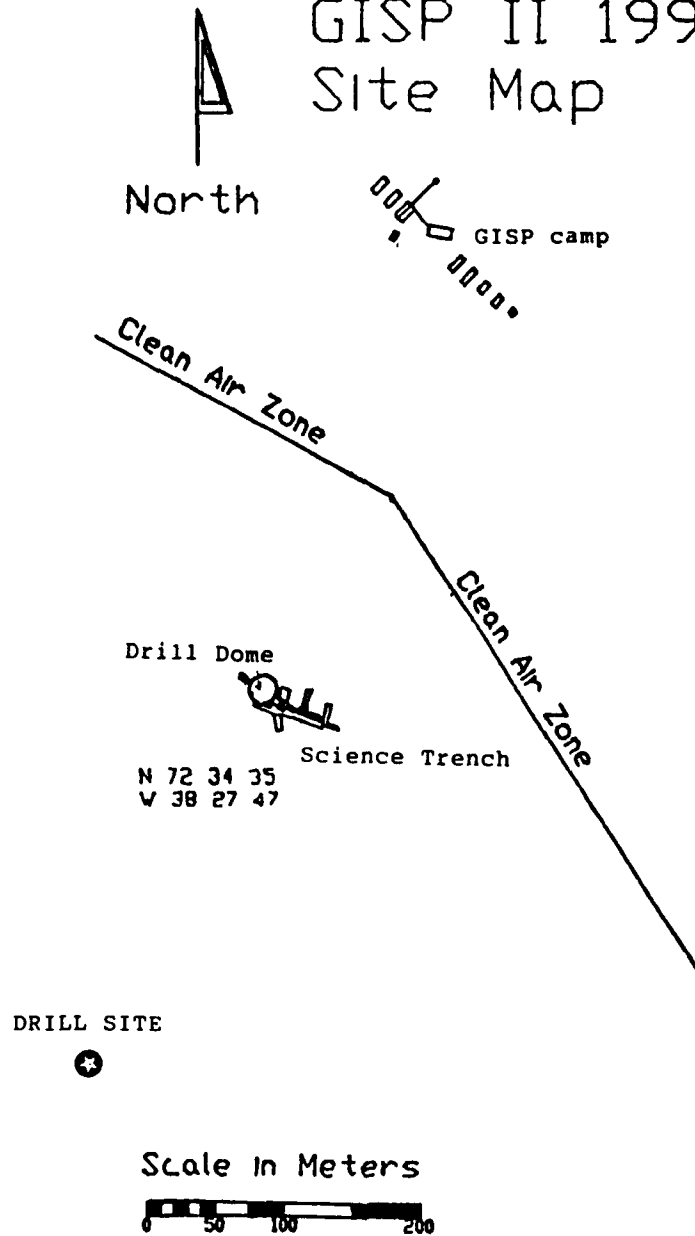 GISP II 199
Site Map
North
GISP camp
Clean Air Zone
Clean Air Zone
Drill Dome
Science Trench
N 72 34 35
W 38 27 47
DRILL SITE
Scale In Meters
0 50 100 200